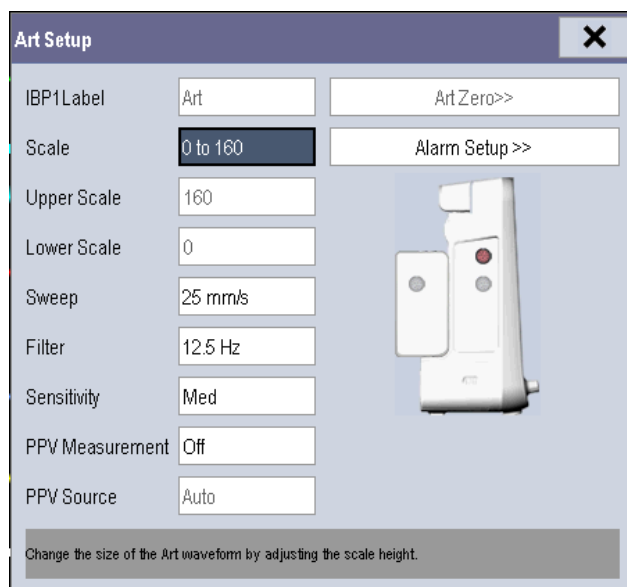 Art Setup
IBP1Label Art Art Zero>>
Scale 0 to 160 Alarm Setup >>
Upper Scale 160
Lower Scale 0
Sweep 25 mm/s
Filter 12.5 Hz
Sensitivity Med
PPV Measurement Off
PPV Source Auto
Change the size of the Art waveform by adjusting the scale height.